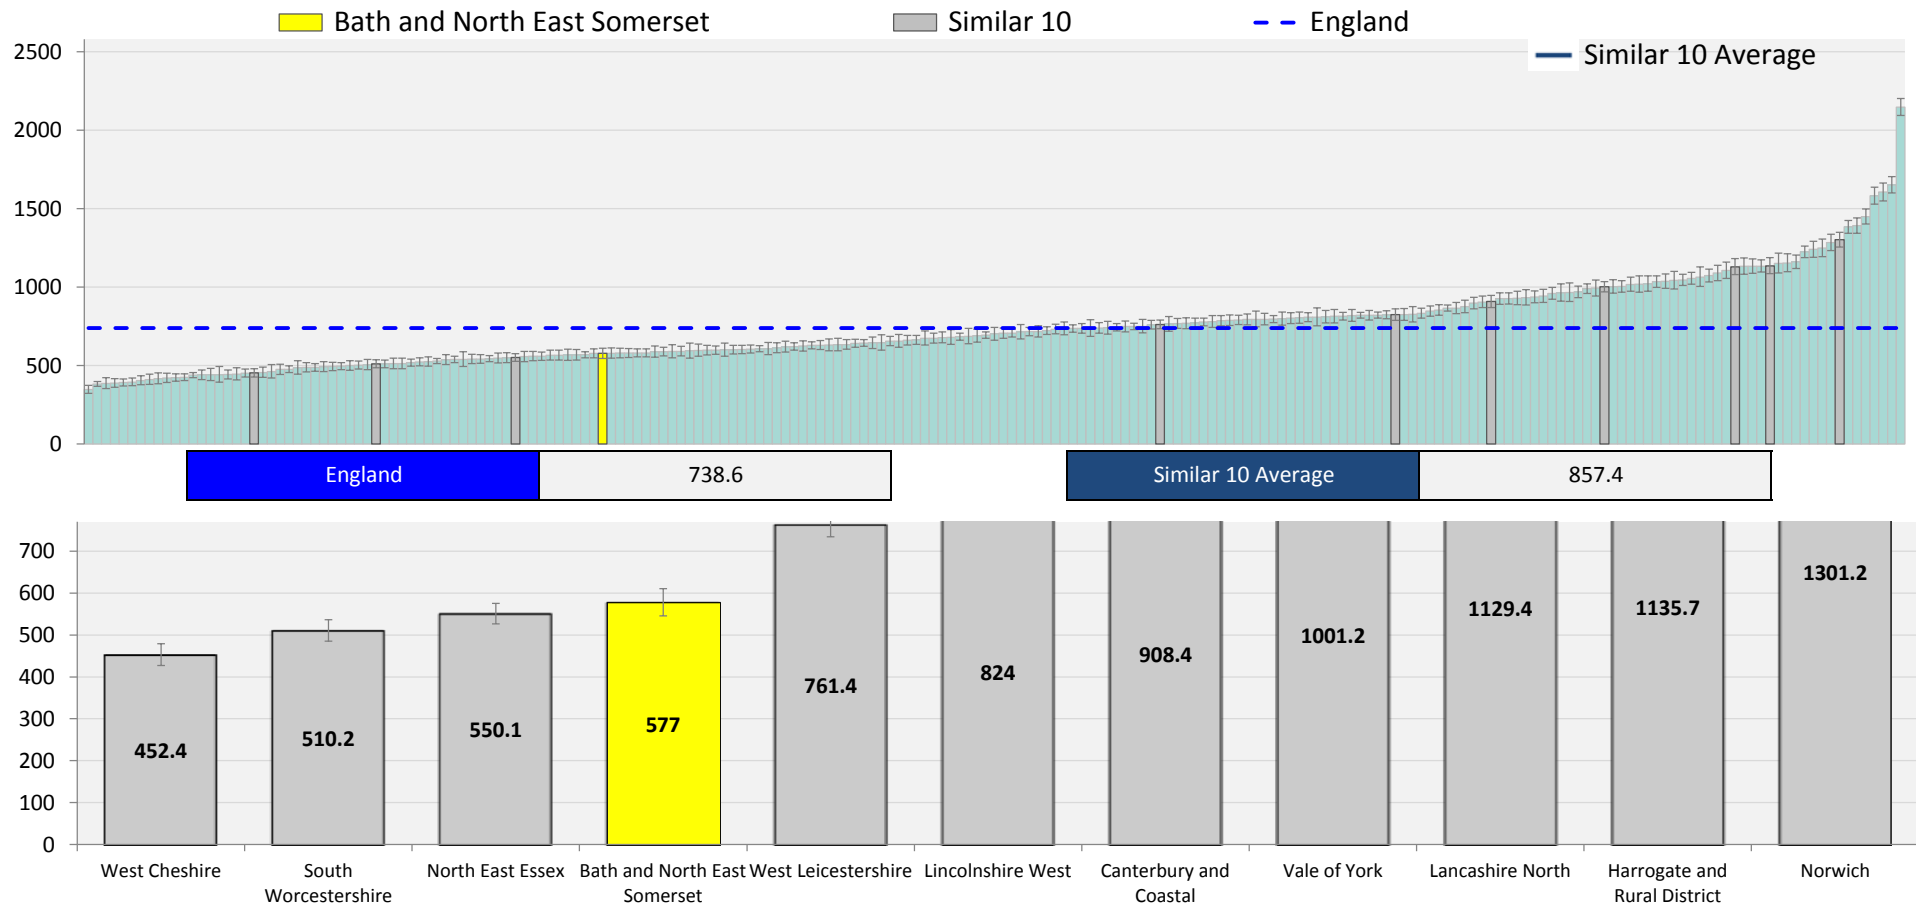 Bath and North East Somerset
Similar 10
England
Similar 10 Average
2500
2000
1500
1000
500
0
England
738.6
Similar 10 Average
857.4
700
600
500
400
300
200
100
0
452.4
510.2
550.1
577
761.4
824
908.4
1001.2
1129.4
1135.7
1301.2
West Cheshire
South
Worcestershire
North East Essex
Bath and North East
Somerset
West Leicestershire
Lincolnshire West
Canterbury and
Coastal
Vale of York
Lancashire North
Harrogate and
Rural District
Norwich